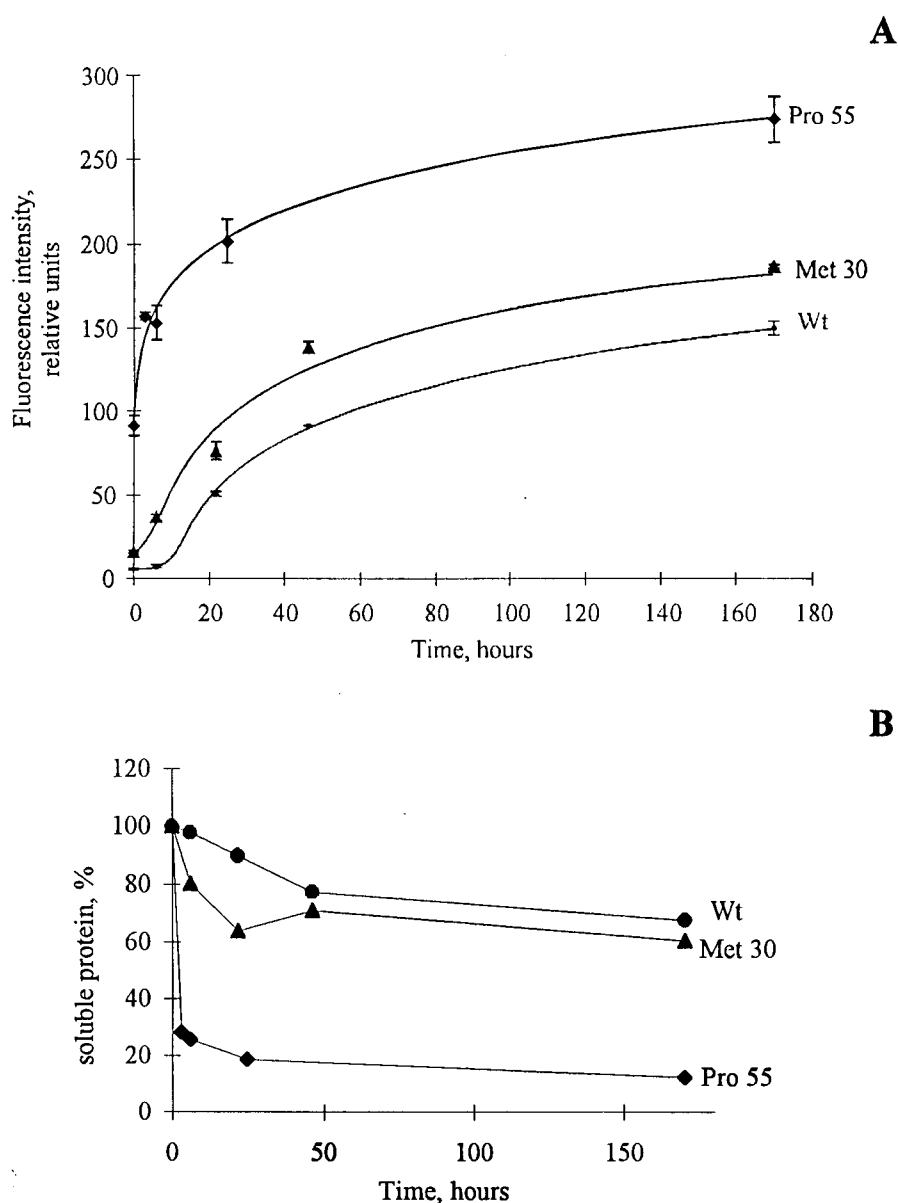 A
300
250
200
150
100
50
0
Fluorescence intensity,
relative units
Pro 55
Met 30
Wt
0 20 40 60 80 100 120 140 160 180
Time, hours
B
120
100
80
60
40
20
0
soluble protein, %
Wt
Met 30
Pro 55
0 50 100 150
Time, hours